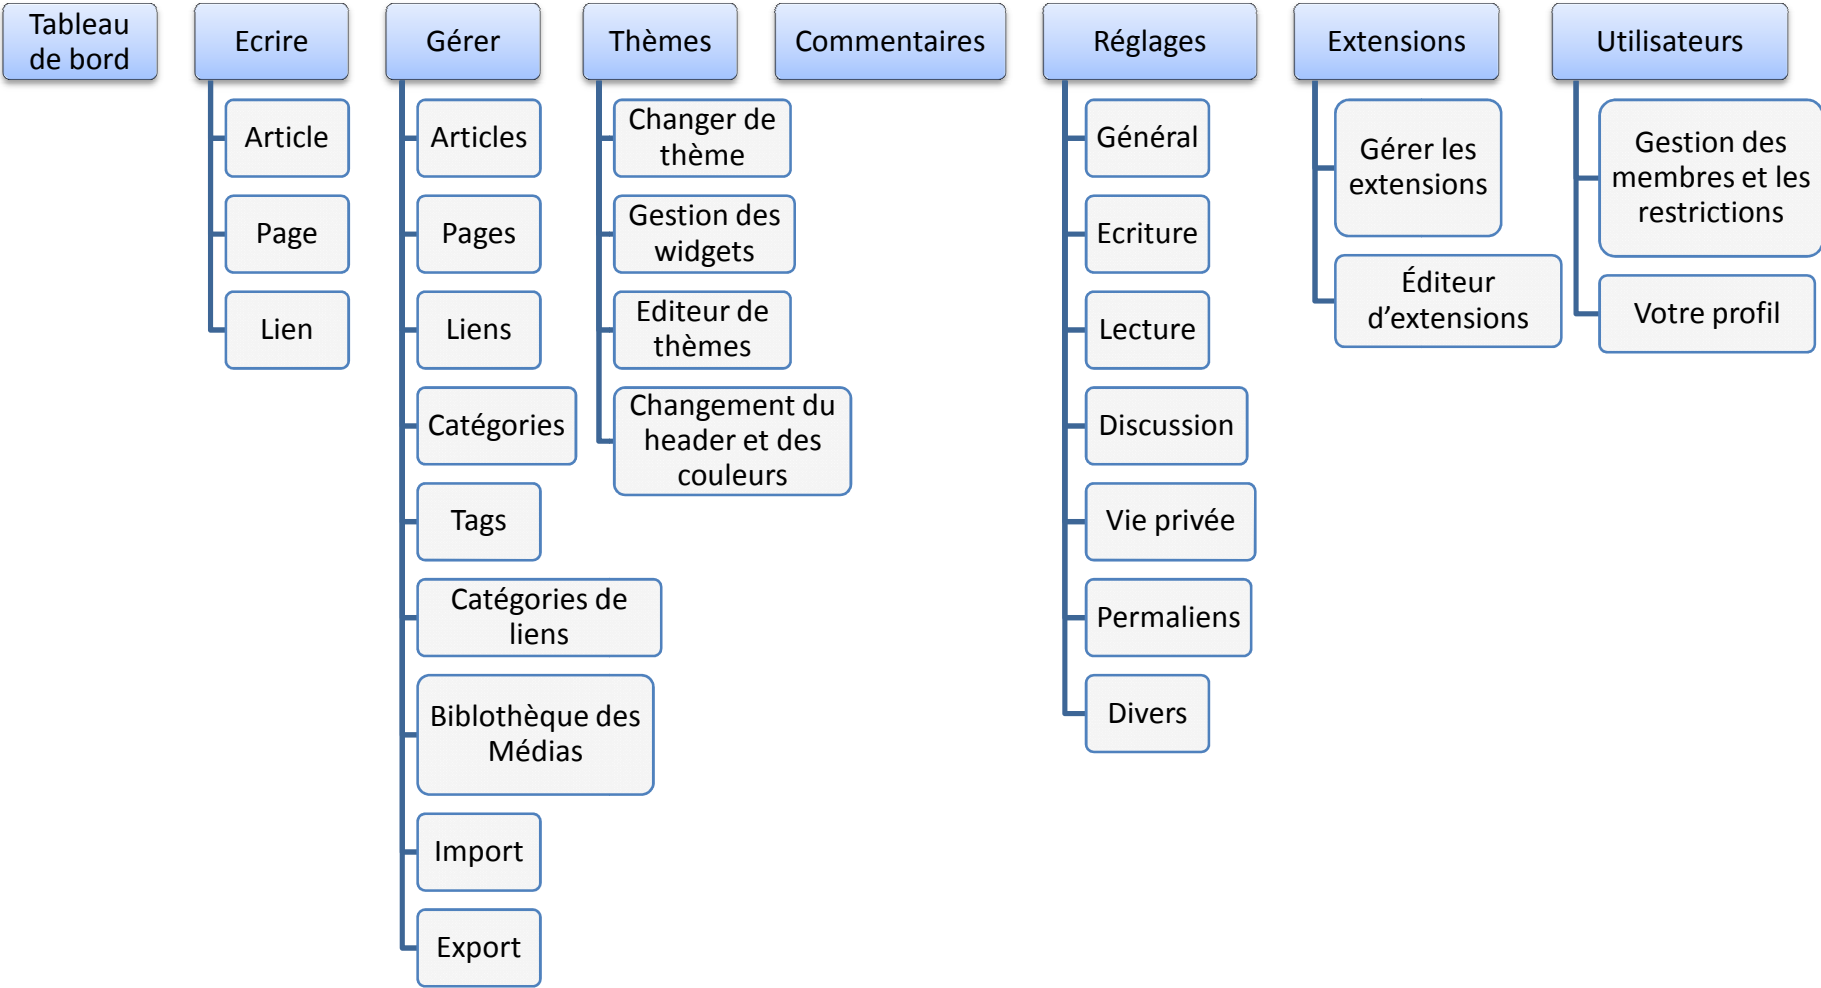 Tableau
de bord
Ecrire
Article
Page
Lien
Gérer
Articles
Pages
Liens
Catégories
Tags
Catégories de
liens
Biblothèque des
Médias
Import
Export
Thèmes
Changer de
thème
Gestion des
widgets
Editeur de
thèmes
Changement du
header et des
couleurs
Commentaires
Réglages
Général
Ecriture
Lecture
Discussion
Vie privée
Permaliens
Divers
Extensions
Gérer les
extensions
Éditeur
d’extensions
Utilisateurs
Gestion des
membres et les
restrictions
Votre profil